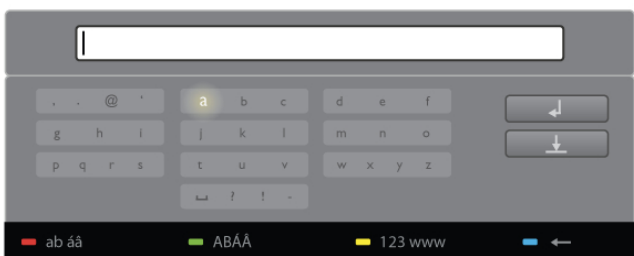 , . @ ' a b c d e f
g h i j k l m n o
p q r s t u v w x y z
? ! -
ab áâ ABÁÂ 123 www ←